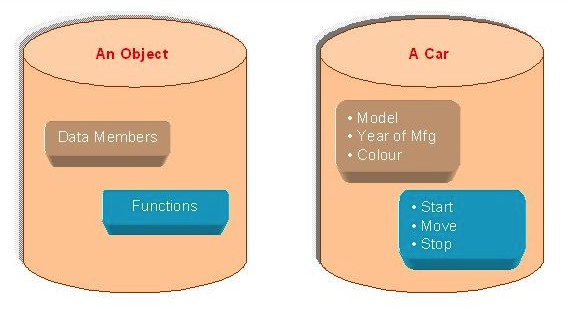 An Object
Data Members
Functions
A Car
• Model
• Year of Mfg
• Colour
• Start
• Move
• Stop